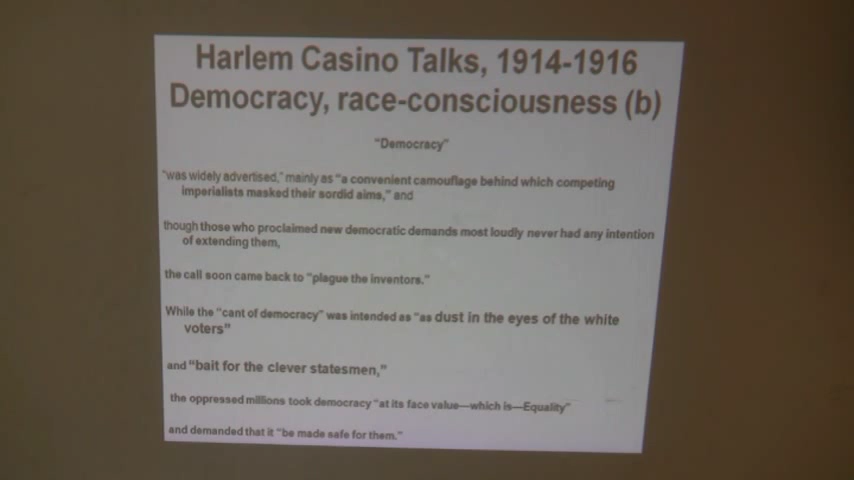 Harlem Casino Talks, 1914-1916
Democracy, race-consciousness (b)
"Democracy"
"was widely advertised," mainly as "a convenient camouflage behind which competing
imperialists masked their sordid aims," and
though those who proclaimed new democratic demands most loudly never had any intention
of extending them,
the call soon came back to "plague the inventors."
While the "cant of democracy" was intended as "as dust in the eyes of the white
voters"
and "bait for the clever statesmen,"
the oppressed millions took democracy "at its face value—which is—Equality"
and demanded that it "be made safe for them."